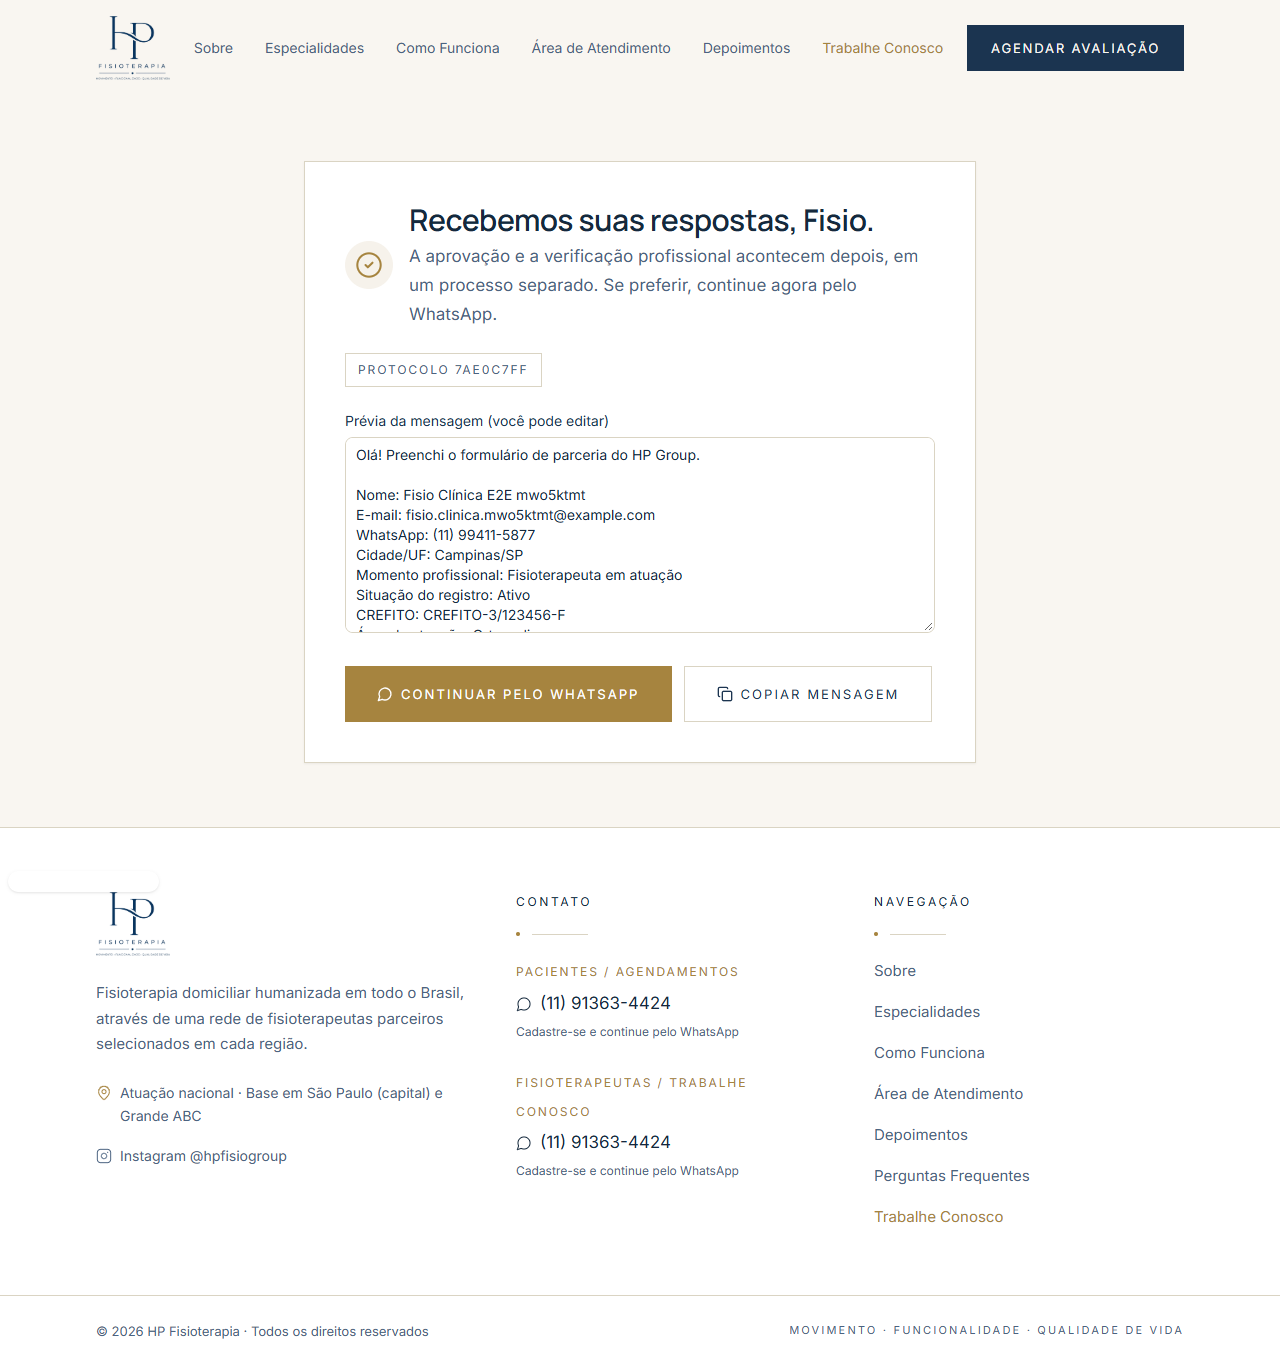 HP
FISIOTERAPIA
Sobre
Especialidades
Como Funciona
Área de Atendimento
Depoimentos
Trabalhe Conosco
AGENDAR AVALIAÇÃO
Recebemos suas respostas, Fisio.
A aprovação e a verificação profissional acontecem depois, em
um processo separado. Se preferir, continue agora pelo
WhatsApp.
PROTOCOLO 7AE0C7FF
Prévia da mensagem (você pode editar)
Olá! Preenchi o formulário de parceria do HP Group.
Nome: Fisio Clínica E2E mwo5ktmt
E-mail: fisio.clinica.mwo5ktmt@example.com
WhatsApp: (11) 99411-5877
Cidade/UF: Campinas/SP
Momento profissional: Fisioterapeuta em atuação
Situação do registro: Ativo
CREFITO: CREFITO-3/123456-F
CONTINUAR PELO WHATSAPP
COPIAR MENSAGEM
HP
FISIOTERAPIA
Fisioterapia domiciliar humanizada em todo o Brasil,
através de uma rede de fisioterapeutas parceiros
selecionados em cada região.
Atuação nacional · Base em São Paulo (capital) e
Grande ABC
Instagram @hpfisiogroup
CONTATO
PACIENTES / AGENDAMENTOS
(11) 91363-4424
Cadastre-se e continue pelo WhatsApp
FISIOTERAPEUTAS / TRABALHE
CONOSCO
(11) 91363-4424
Cadastre-se e continue pelo WhatsApp
NAVEGAÇÃO
Sobre
Especialidades
Como Funciona
Área de Atendimento
Depoimentos
Perguntas Frequentes
Trabalhe Conosco
© 2026 HP Fisioterapia · Todos os direitos reservados
MOVIMENTO · FUNCIONALIDADE · QUALIDADE DE VIDA